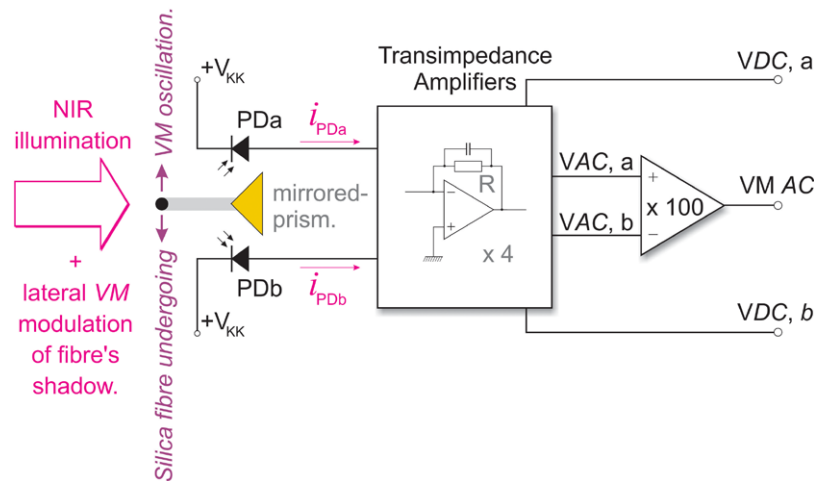 NIR
illumination
+
lateral VM
modulation
of fibre's
shadow.
Silica fibre undergoing VM oscillation.
+VKK
PDa
iPDa
mirrored-
prism.
PDb
iPDb
+VKK
Transimpedance
Amplifiers
R
−
+
x 4
VDC, a
VAC, a
VAC, b
+
x 100
−
VM AC
VDC, b